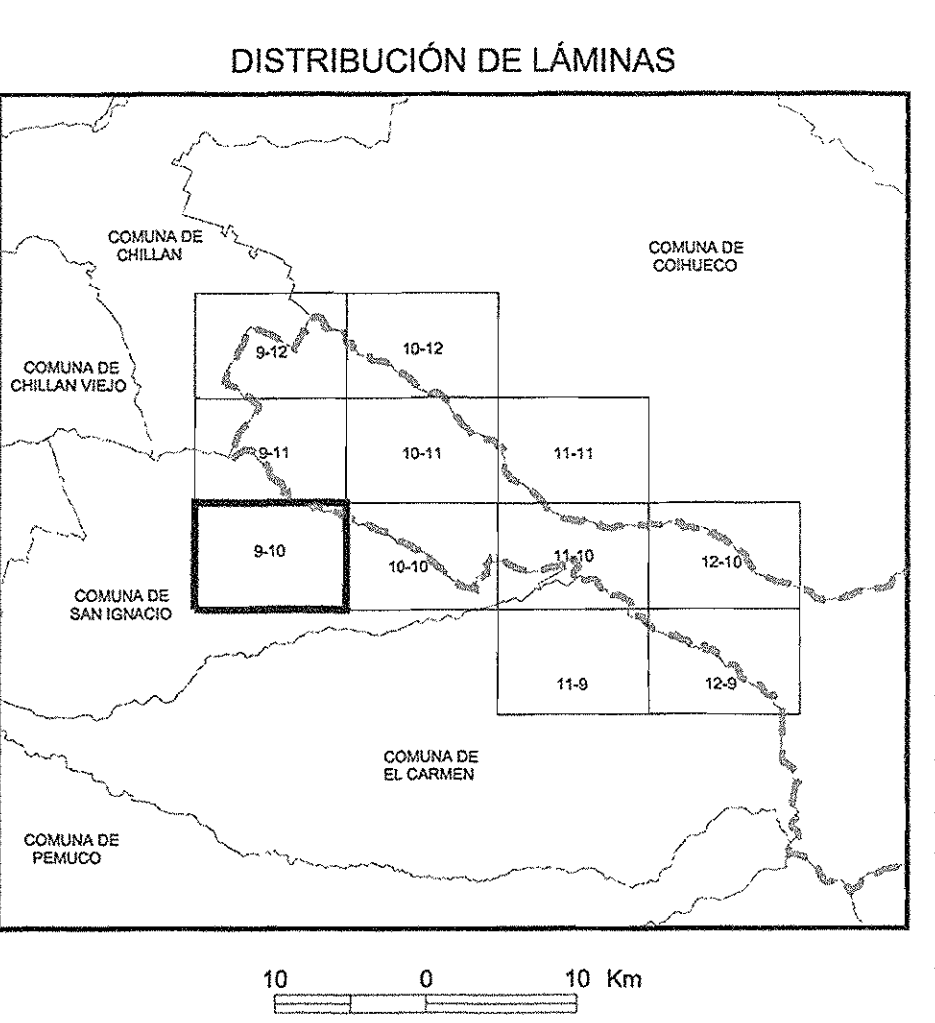 DISTRIBUCIÓN DE LÁMINAS
COMUNA DE
CHILLAN
COMUNA DE
COIHUECO
9-12
10-12
COMUNA DE
CHILLAN VIEJO
9-11
10-11
11-11
9-10
10-10
11-10
12-10
COMUNA DE
SAN IGNACIO
11-9
12-9
COMUNA DE
EL CARMEN
COMUNA DE
PEMUCO
10 0 10 Km